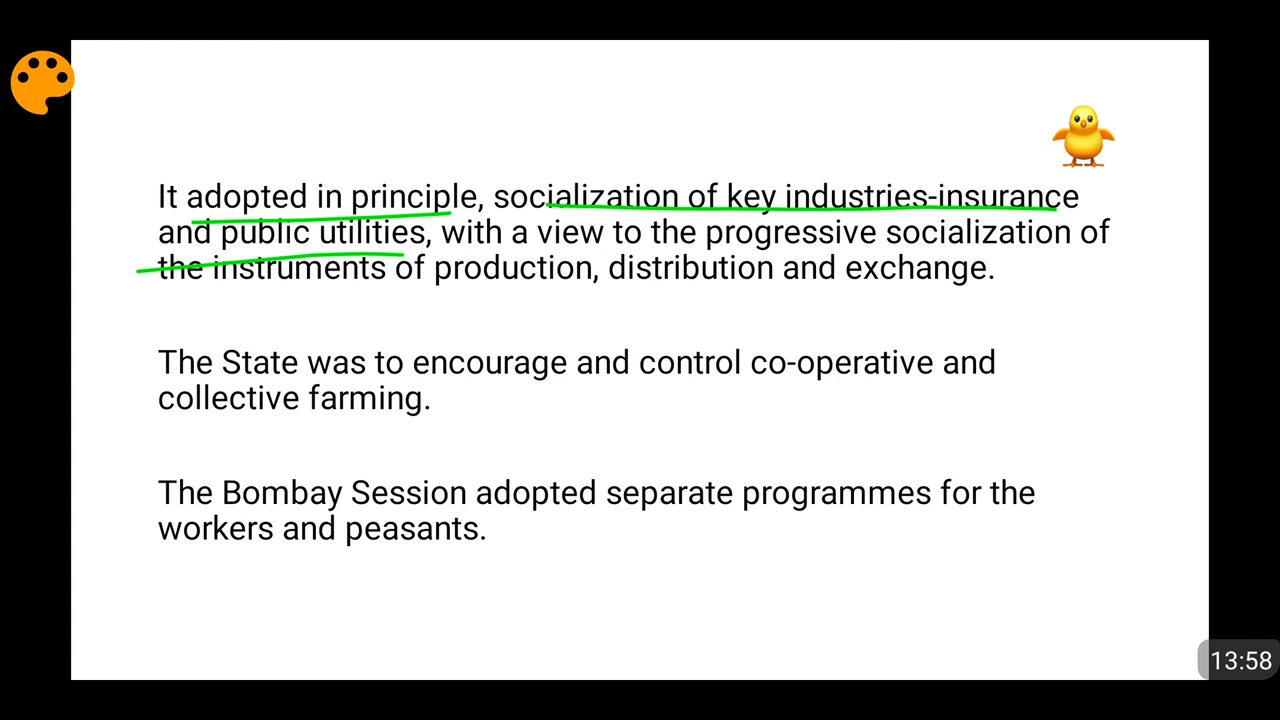 It adopted in principle, socialization of key industries-insurance
and public utilities, with a view to the progressive socialization of
the instruments of production, distribution and exchange.
The State was to encourage and control co-operative and
collective farming.
The Bombay Session adopted separate programmes for the
workers and peasants.
13:58